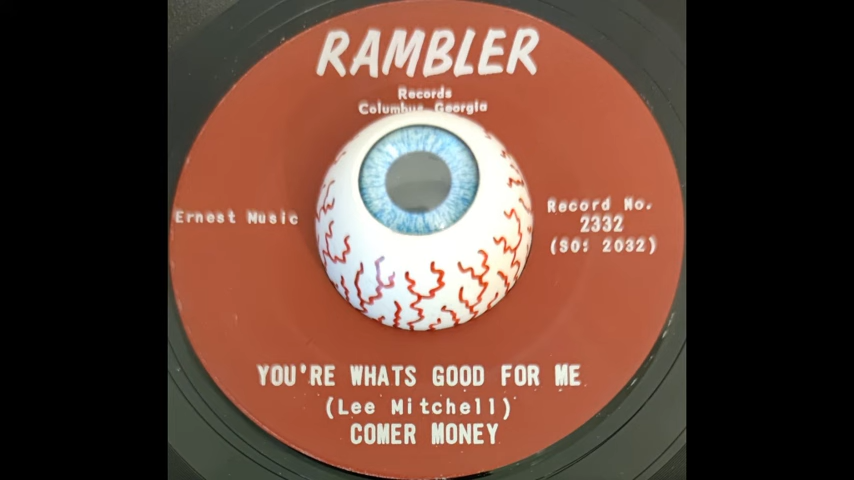 RAMBLER
Records
Columbus, Georgia
Ernest Music
Record No.
2332
(SO: 2032)
YOU'RE WHATS GOOD FOR ME
(Lee Mitchell)
COMER MONEY